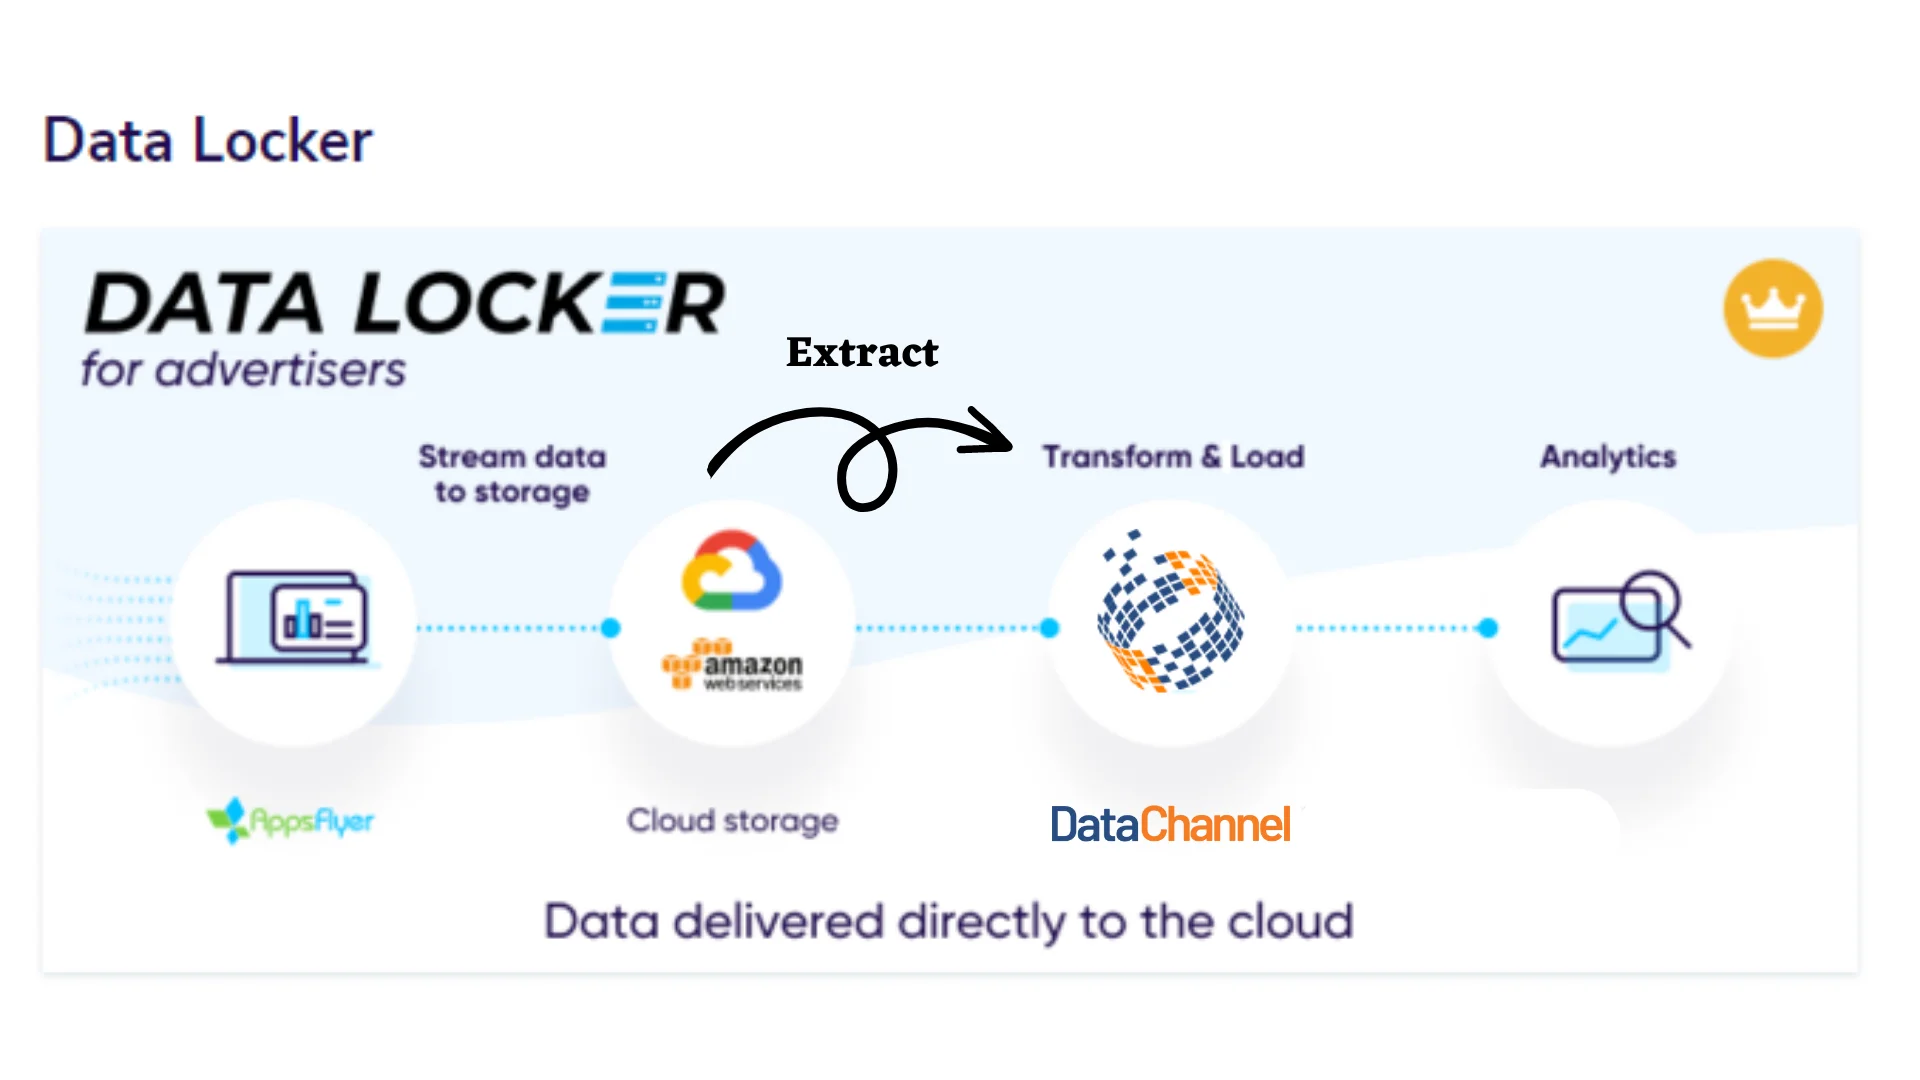 Data Locker
DATA LOCKER
for advertisers
Extract
Stream data
to storage
Transform & Load
Analytics
amazon
webservices
AppsFlyer
Cloud storage
DataChannel
Data delivered directly to the cloud